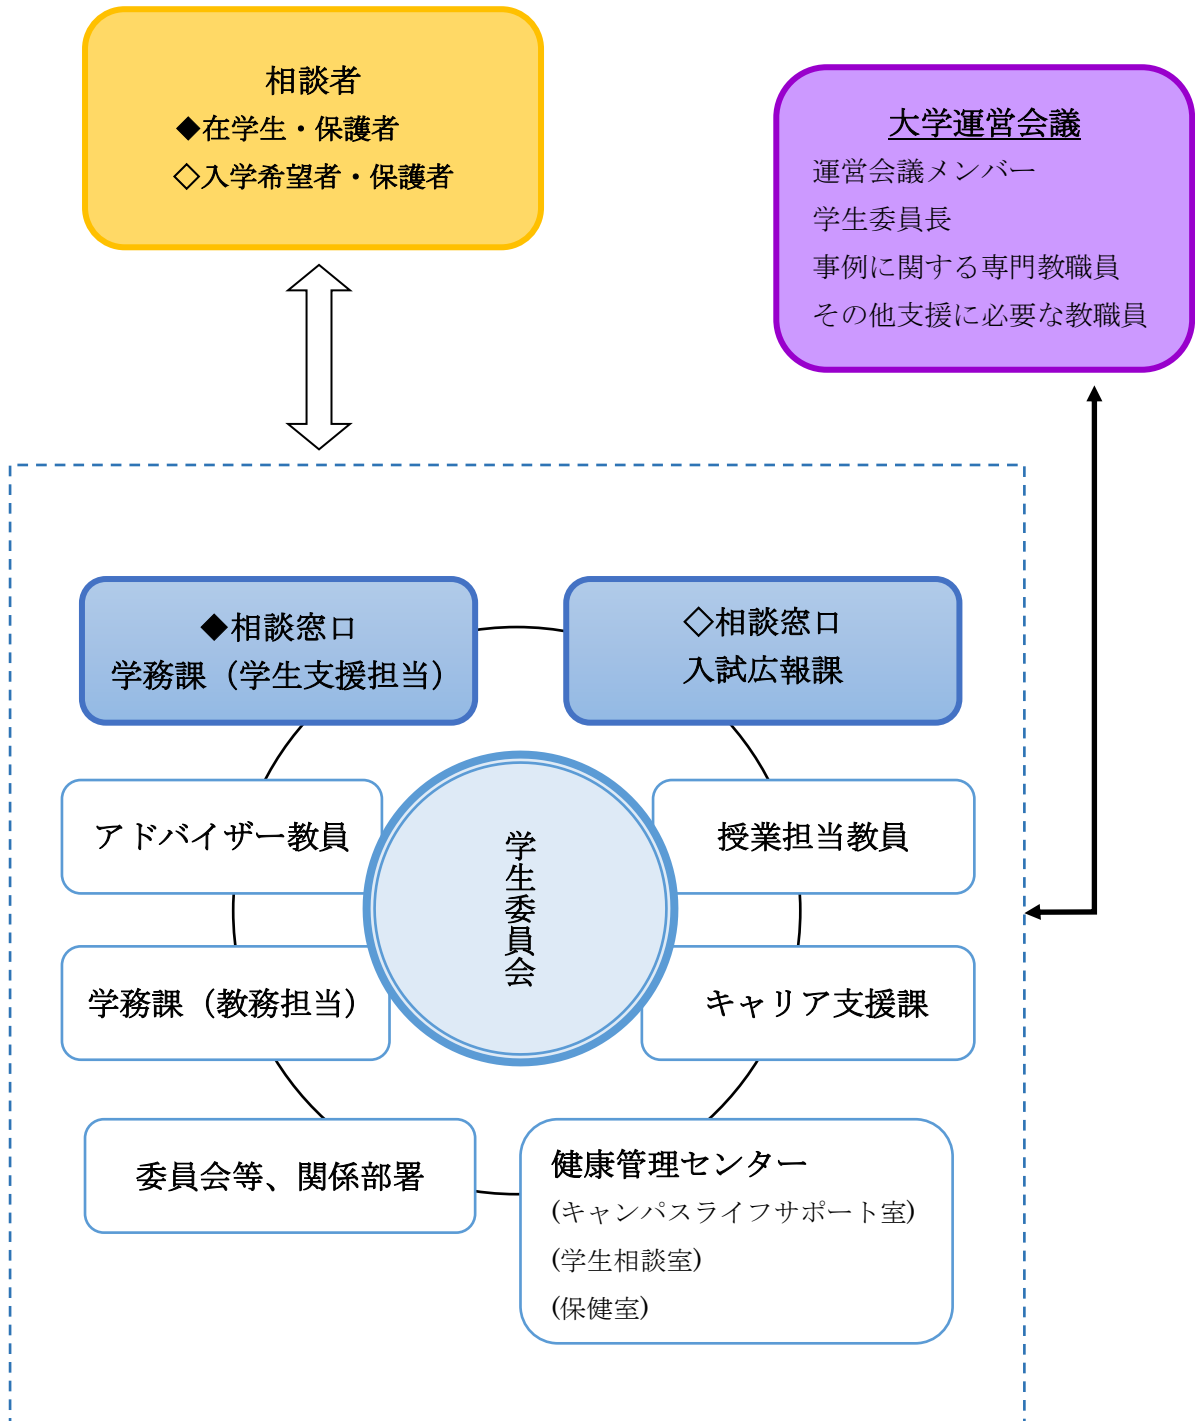 相談者
◆在学生・保護者
◇入学希望者・保護者
大学運営会議
運営会議メンバー
学生委員長
事例に関する専門教職員
その他支援に必要な教職員
◆相談窓口
学務課（学生支援担当）
◇相談窓口
入試広報課
アドバイザー教員
学生委員会
授業担当教員
学務課（教務担当）
キャリア支援課
委員会等、関係部署
健康管理センター
(キャンパスライフサポート室)
(学生相談室)
(保健室)